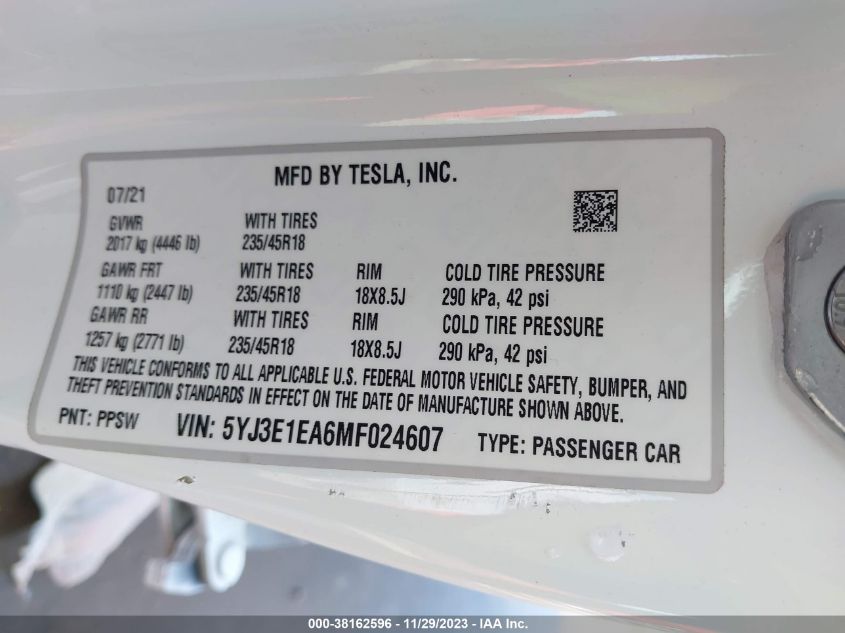 MFD BY TESLA, INC.
07/21
GVWR WITH TIRES
2017 kg (4446 lb) 235/45R18
GAWR FRT WITH TIRES RIM COLD TIRE PRESSURE
1110 kg (2447 lb) 235/45R18 18X8.5J 290 kPa, 42 psi
GAWR RR WITH TIRES RIM COLD TIRE PRESSURE
1257 kg (2771 lb) 235/45R18 18X8.5J 290 kPa, 42 psi
THIS VEHICLE CONFORMS TO ALL APPLICABLE U.S. FEDERAL MOTOR VEHICLE SAFETY, BUMPER, AND
THEFT PREVENTION STANDARDS IN EFFECT ON THE DATE OF MANUFACTURE SHOWN ABOVE.
PNT: PPSW VIN: 5YJ3E1EA6MF024607 TYPE: PASSENGER CAR
000-38162596 - 11/29/2023 - IAA Inc.